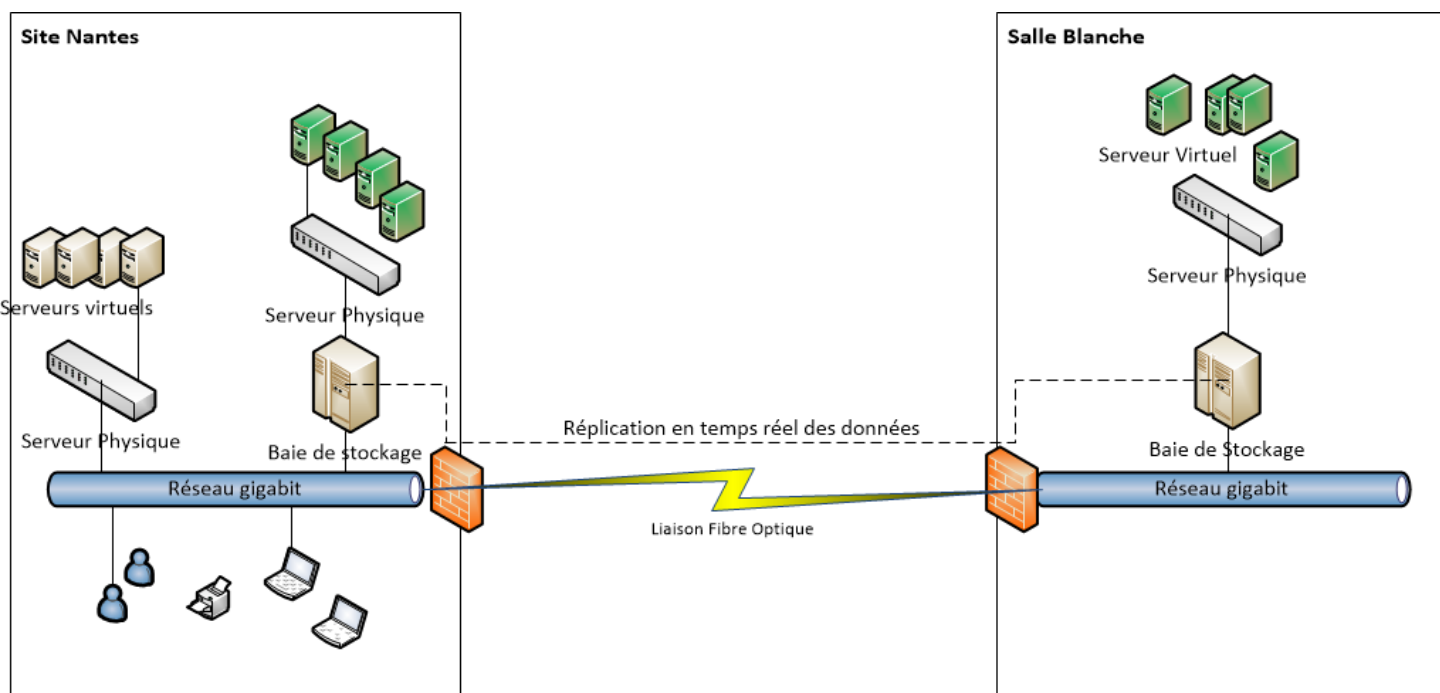 Site Nantes
Salle Blanche
Serveur Virtuel
Serveurs virtuels
Serveur Physique
Serveur Physique
Serveur Physique
Baie de stockage
Réplication en temps réel des données
Baie de Stockage
Réseau gigabit
Réseau gigabit
Liaison Fibre Optique